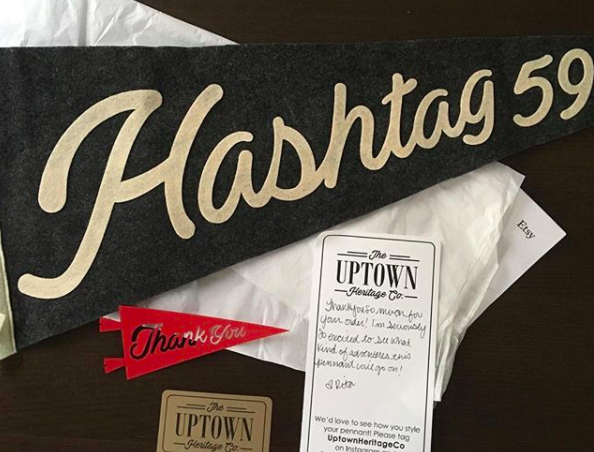 Hashtag 59
Etsy
Thank You
The
UPTOWN
Heritage Co.
Thank you so much for
your order! I'm seriously
so excited to see what
kind of adventures this
pennant will go on!
We'd love to see how you style
your pennant! Please tag
UptownHeritageCo
on Instagram
The
UPTOWN
Heritage Co.